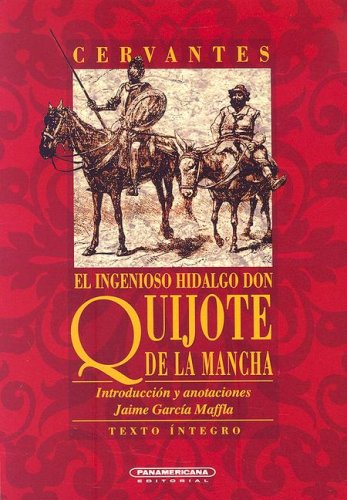 CERVANTES
EL INGENIOSO HIDALGO DON
QUIJOTE
DE LA MANCHA
Introducción y anotaciones
Jaime García Maffla
TEXTO ÍNTEGRO
PANAMERICANA
EDITORIAL